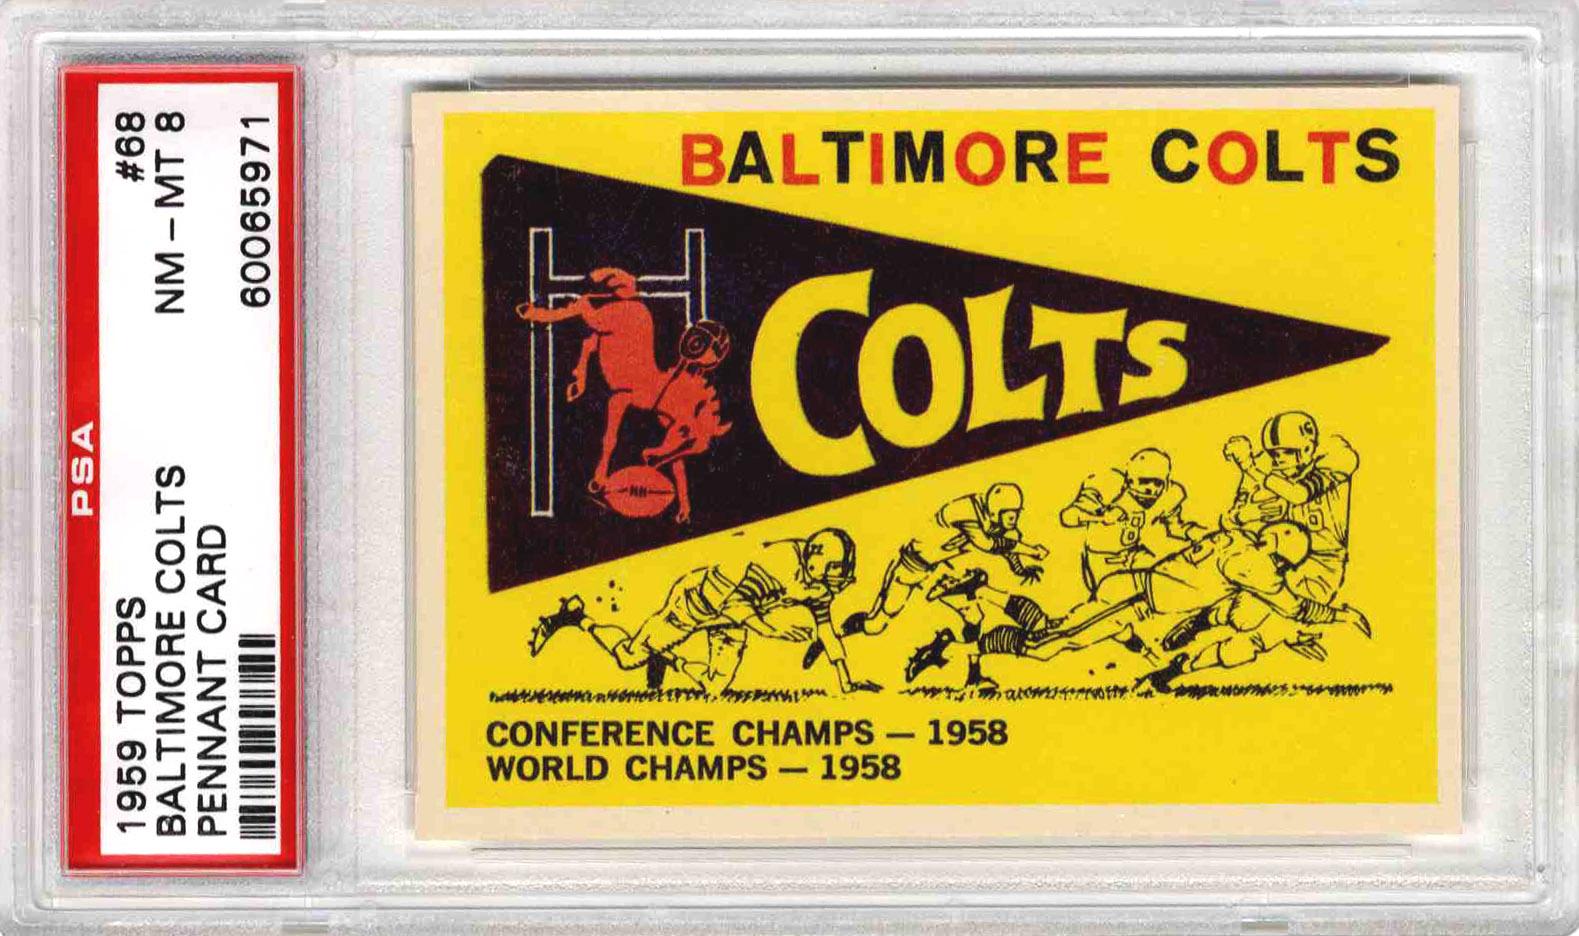 PSA
1959 TOPPS #68
BALTIMORE COLTS NM - MT 8
PENNANT CARD
60065971
BALTIMORE COLTS
COLTS
CONFERENCE CHAMPS — 1958
WORLD CHAMPS — 1958